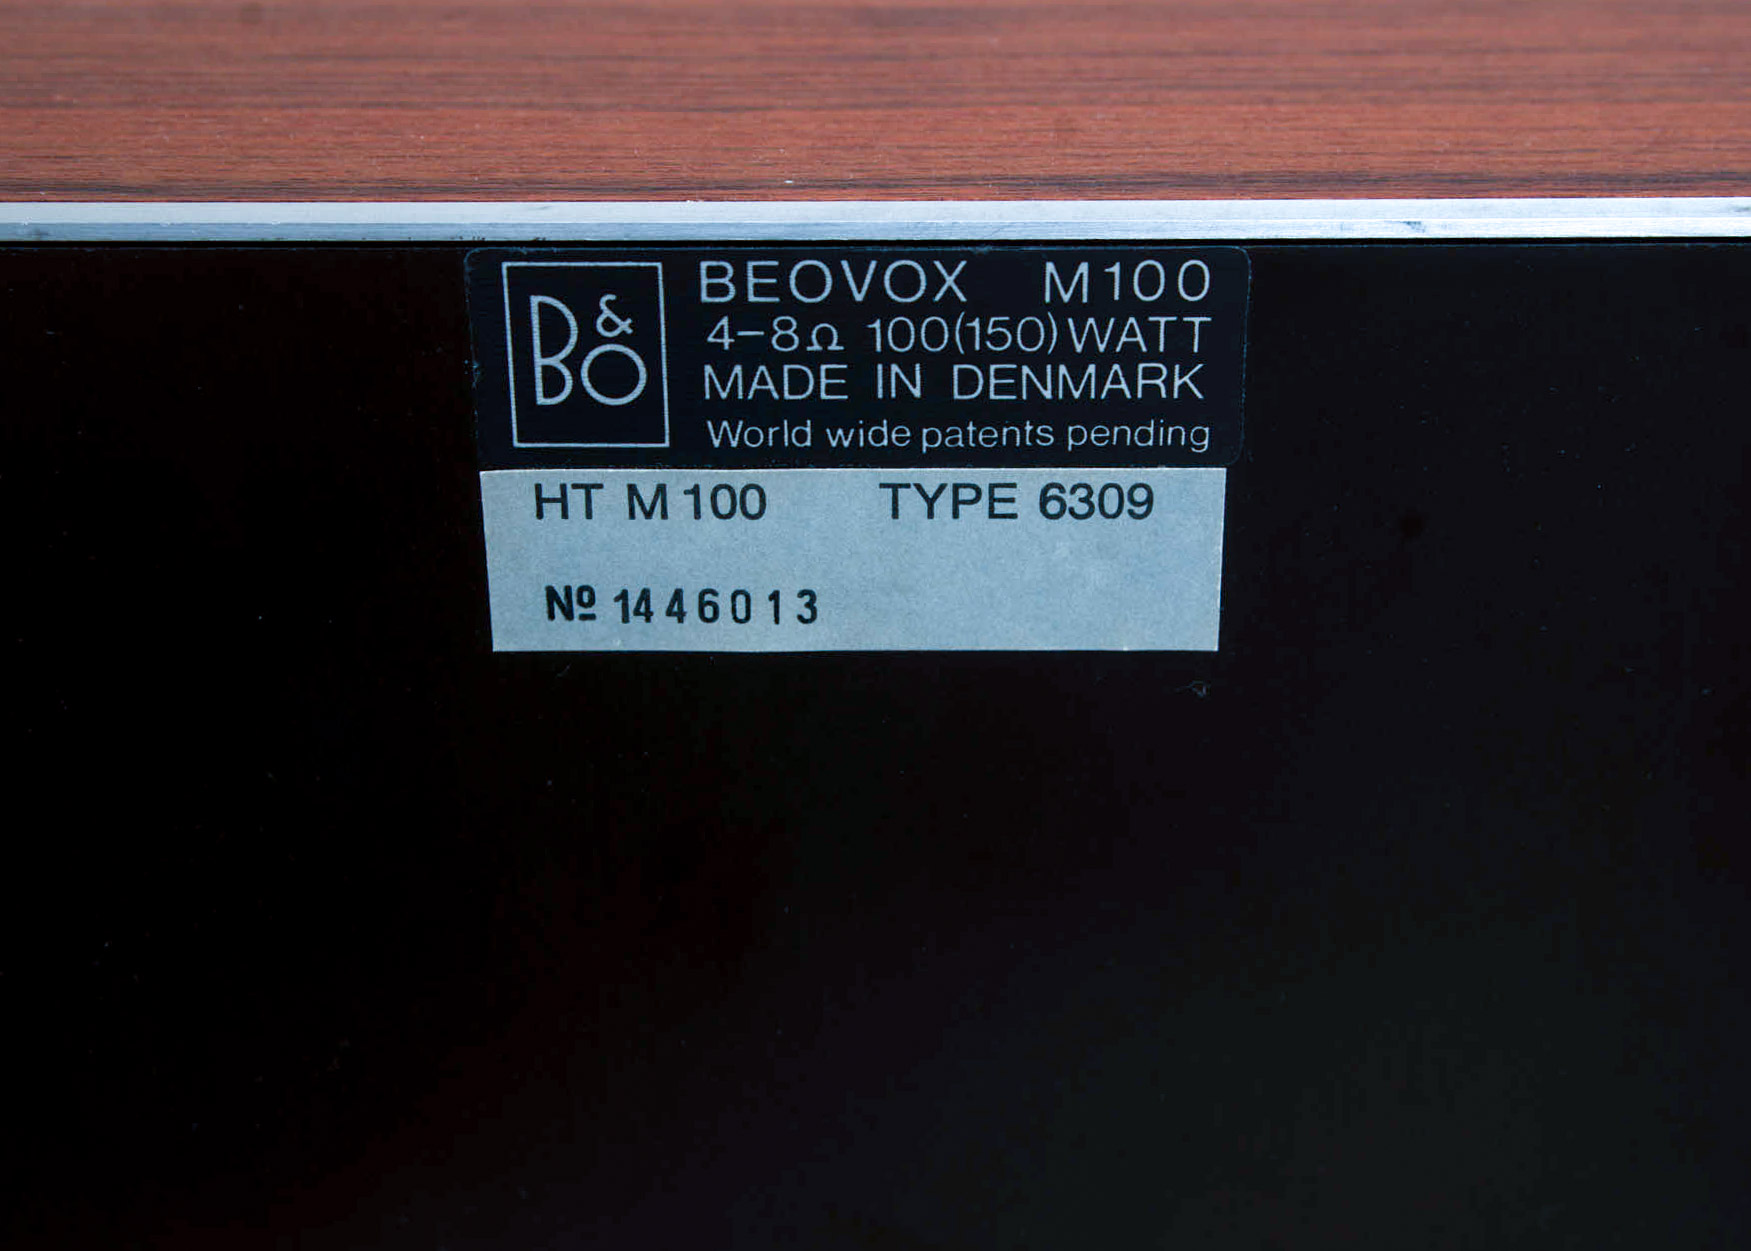 B&O
BEOVOX M100
4-8Ω 100(150)WATT
MADE IN DENMARK
World wide patents pending
HT M 100 TYPE 6309
Nº 1446013